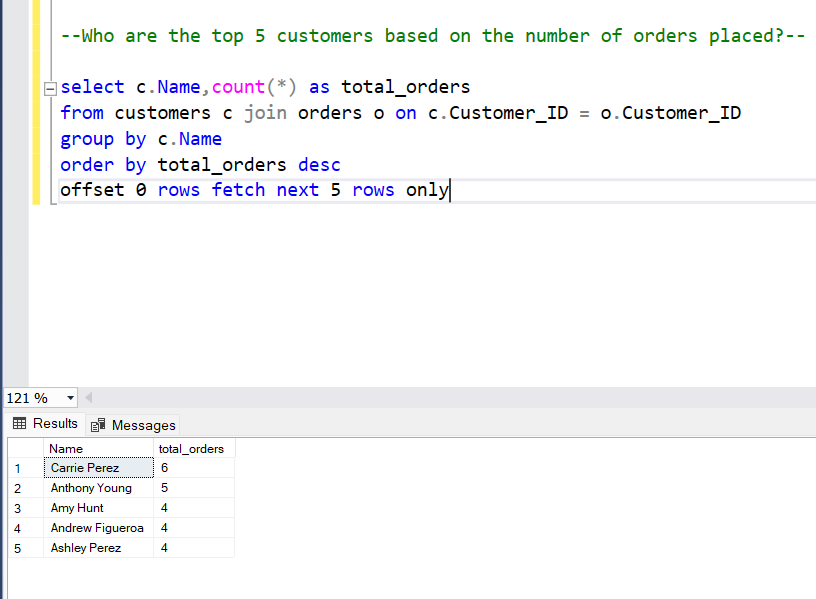 --Who are the top 5 customers based on the number of orders placed?--
select c.Name,count(*) as total_orders
from customers c join orders o on c.Customer_ID = o.Customer_ID
group by c.Name
order by total_orders desc
offset 0 rows fetch next 5 rows only
121 %
Results Messages
Name total_orders
1 Carrie Perez 6
2 Anthony Young 5
3 Amy Hunt 4
4 Andrew Figueroa 4
5 Ashley Perez 4